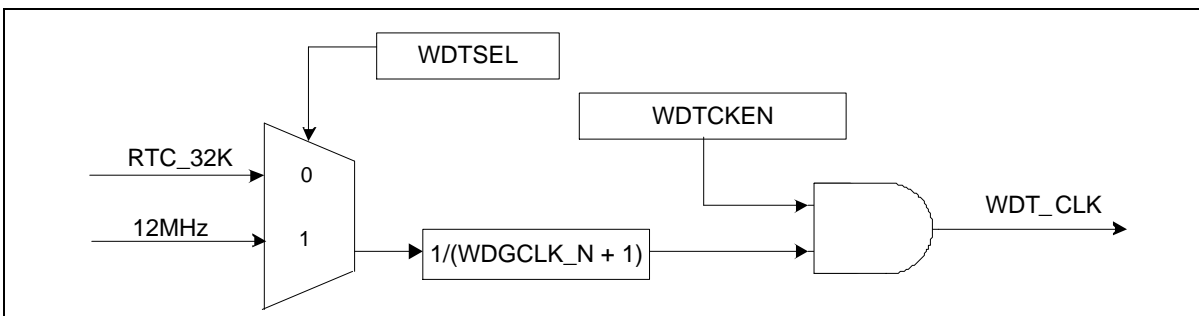 WDTSEL
WDTCKEN
RTC_32K
0
WDT_CLK
12MHz
1
1/(WDGCLK_N + 1)